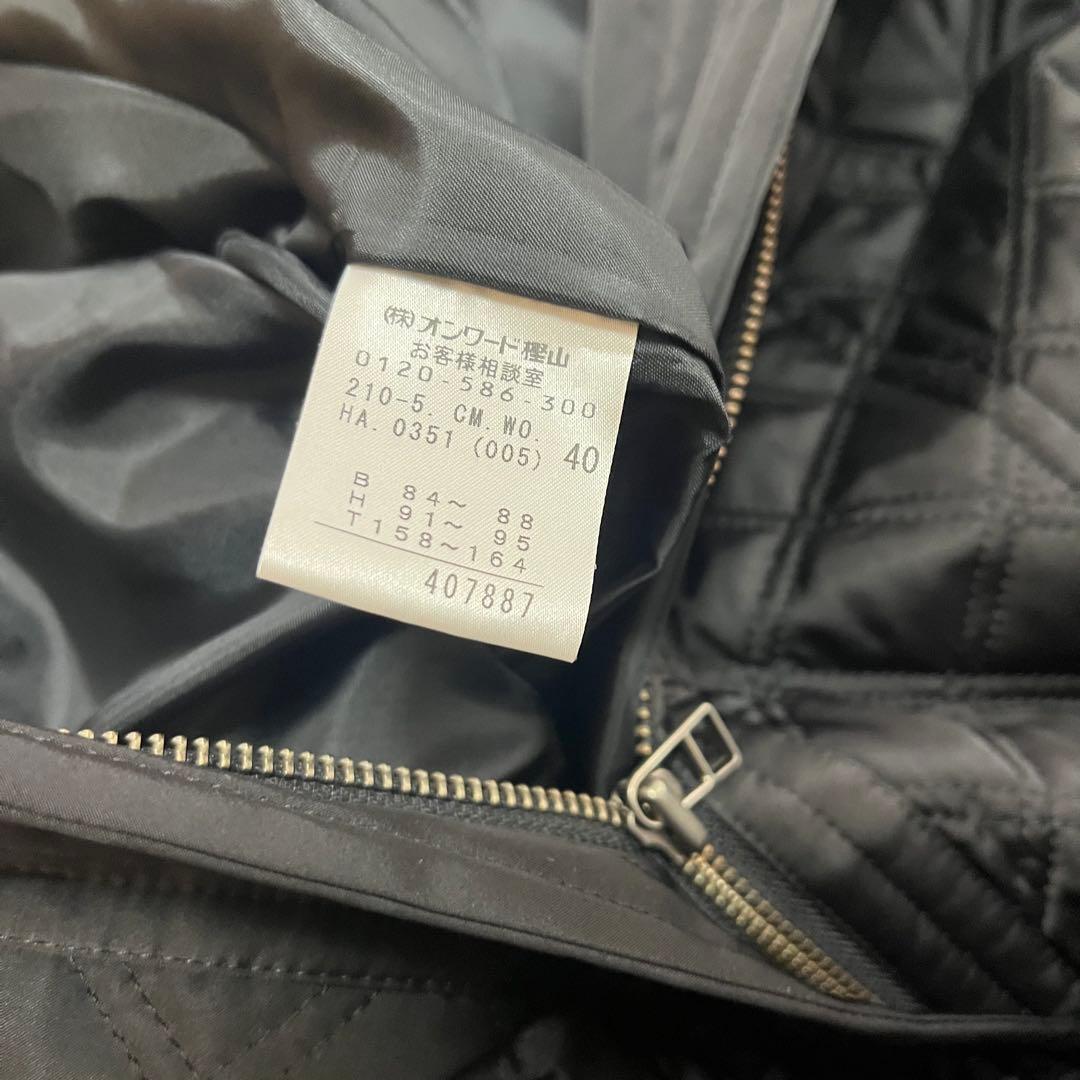 (株)オンワード樫山
お客様相談室
0120-586-300
210-5. CM.WO.
HA. 0351 (005) 40
B 84～ 88
H 91～ 95
T158～164
407887